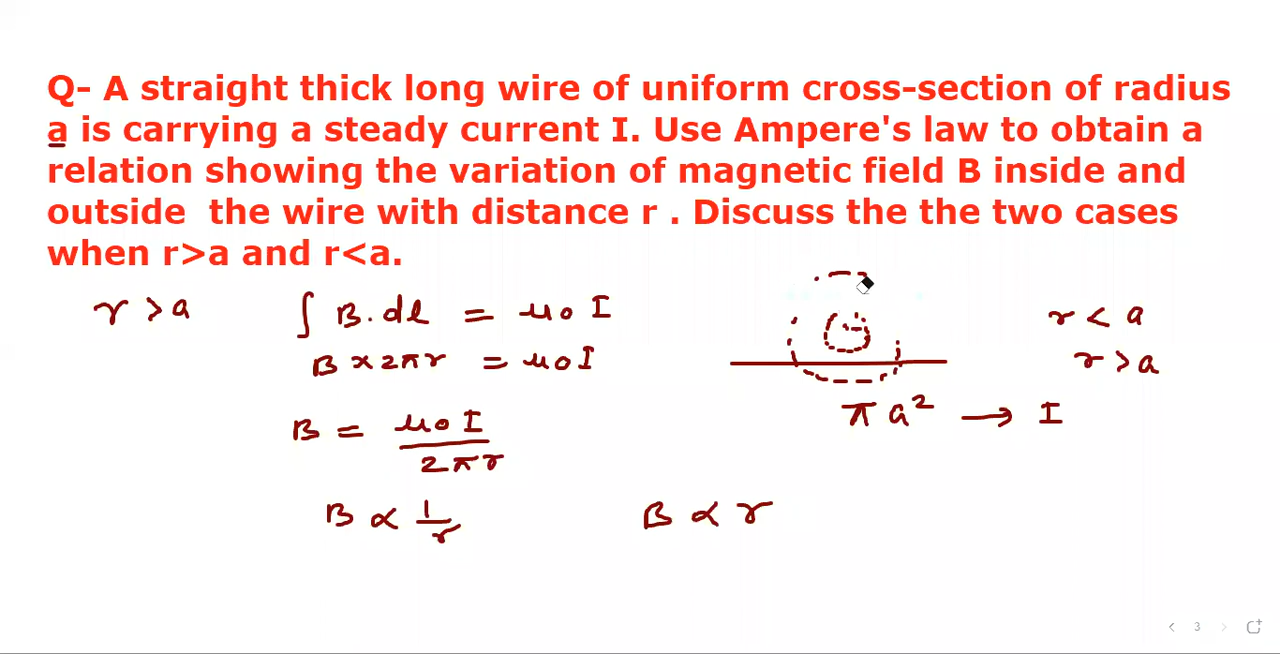 Q- A straight thick long wire of uniform cross-section of radius
a is carrying a steady current I. Use Ampere's law to obtain a
relation showing the variation of magnetic field B inside and
outside the wire with distance r . Discuss the the two cases
when r>a and r<a.
r > a
∫ B. dl = μ0 I
B × 2πr = μ0 I
B = μ0 I / 2πr
B ∝ 1/r
r < a
r > a
πa² → I
B ∝ r
3